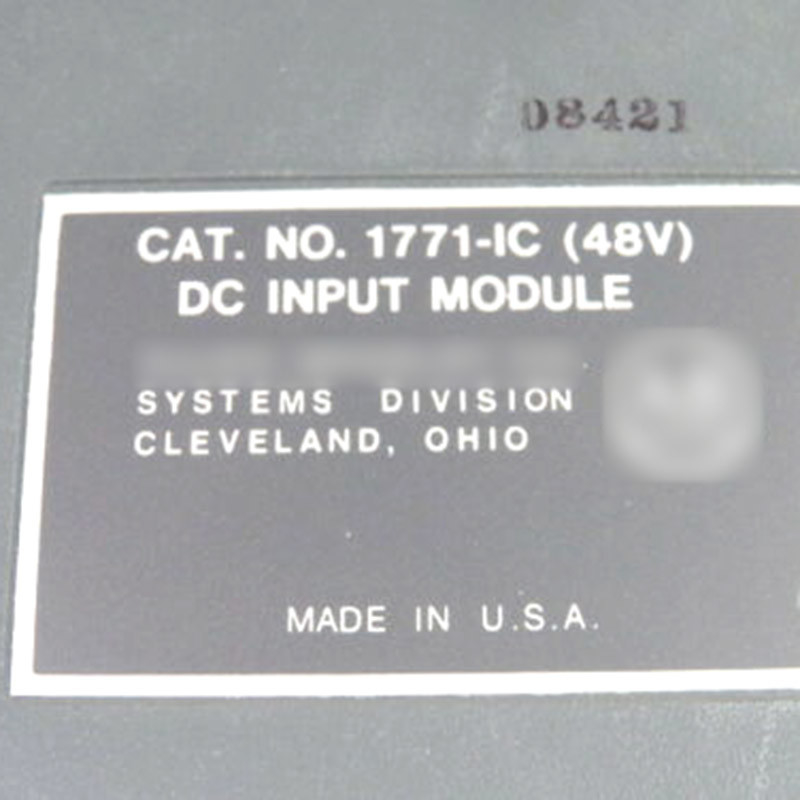 08421
CAT. NO. 1771-IC (48V)
DC INPUT MODULE
SYSTEMS DIVISION
CLEVELAND, OHIO
MADE IN U.S.A.